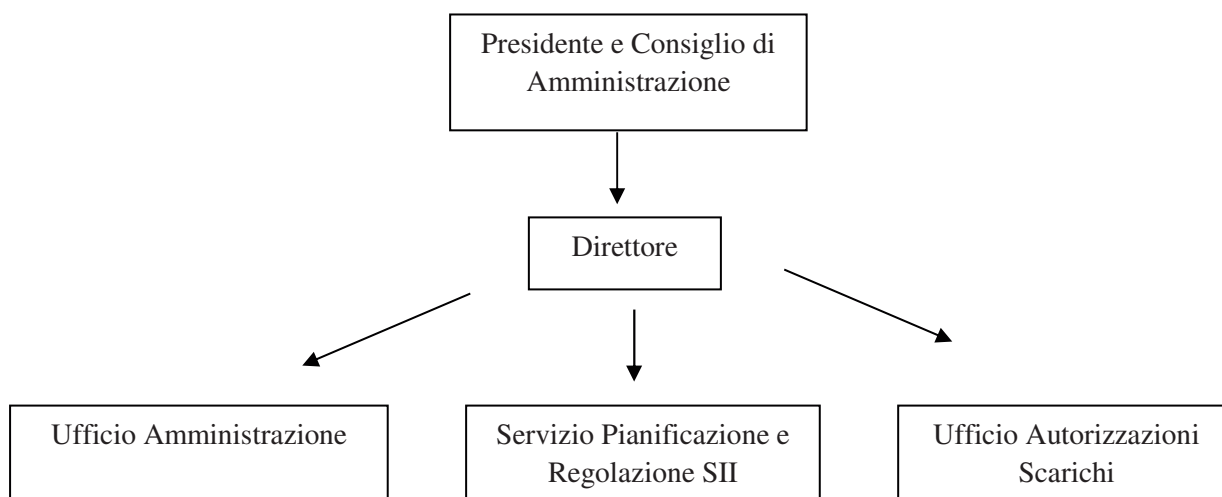 Presidente e Consiglio di
Amministrazione
Direttore
Ufficio Amministrazione
Servizio Pianificazione e
Regolazione SII
Ufficio Autorizzazioni
Scarichi